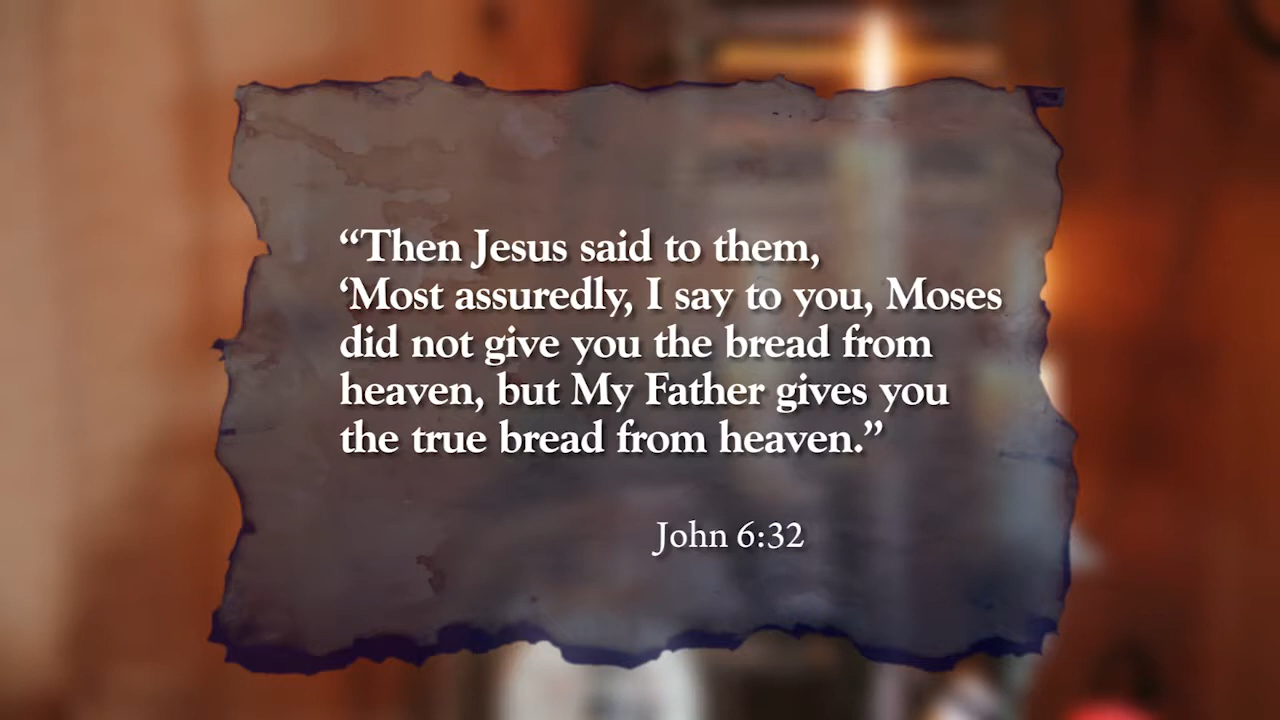 “Then Jesus said to them,
‘Most assuredly, I say to you, Moses
did not give you the bread from
heaven, but My Father gives you
the true bread from heaven.”
John 6:32